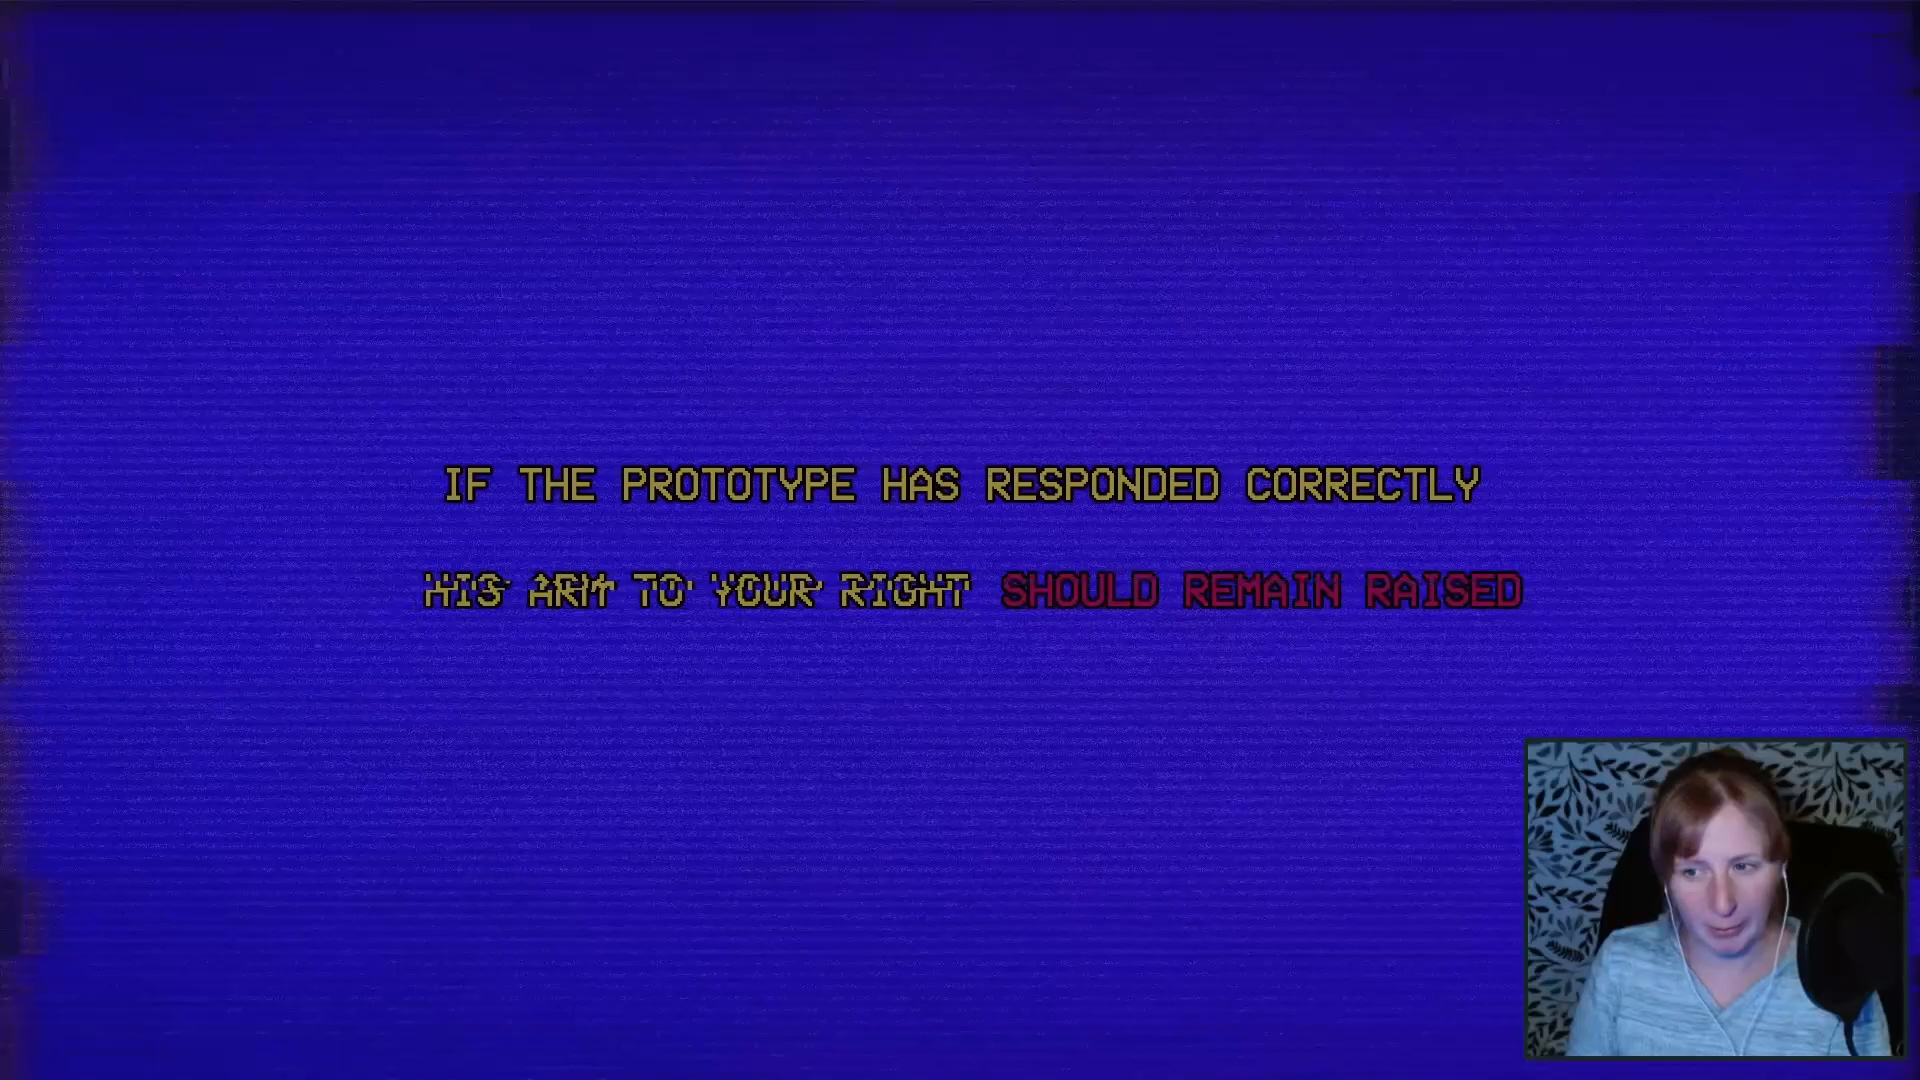 IF THE PROTOTYPE HAS RESPONDED CORRECTLY
HIS ARM TO YOUR RIGHT SHOULD REMAIN RAISED